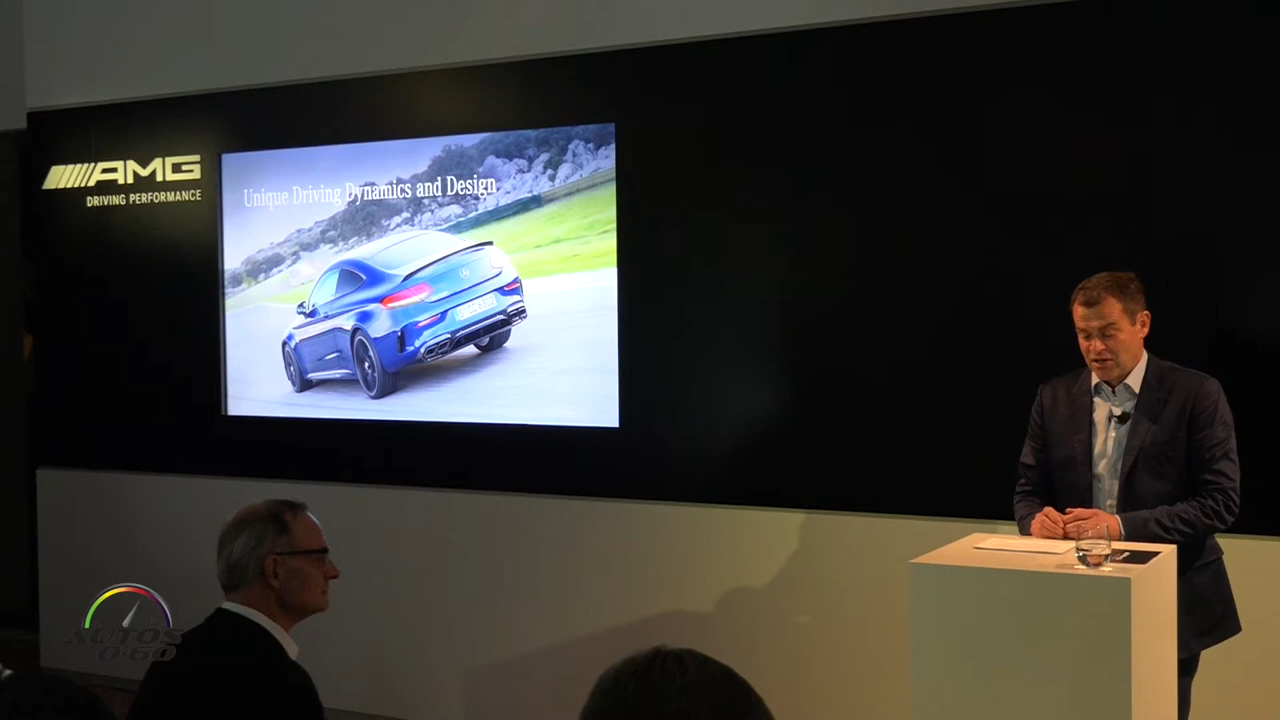 AMG
DRIVING PERFORMANCE
Unique Driving Dynamics and Design
AUTOS
0-60